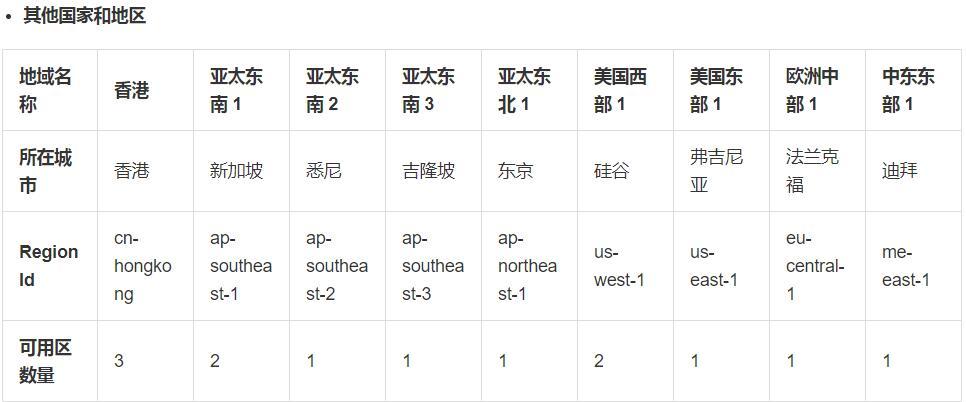 其他国家和地区
地域名称 香港 亚太东南 1 亚太东南 2 亚太东南 3 亚太东北 1 美国西部 1 美国东部 1 欧洲中部 1 中东东部 1
所在城市 香港 新加坡 悉尼 吉隆坡 东京 硅谷 弗吉尼亚 法兰克福 迪拜
Region Id cn-hongkong ap-southeast-1 ap-southeast-2 ap-southeast-3 ap-northeast-1 us-west-1 us-east-1 eu-central-1 me-east-1
可用区数量 3 2 1 1 1 2 1 1 1